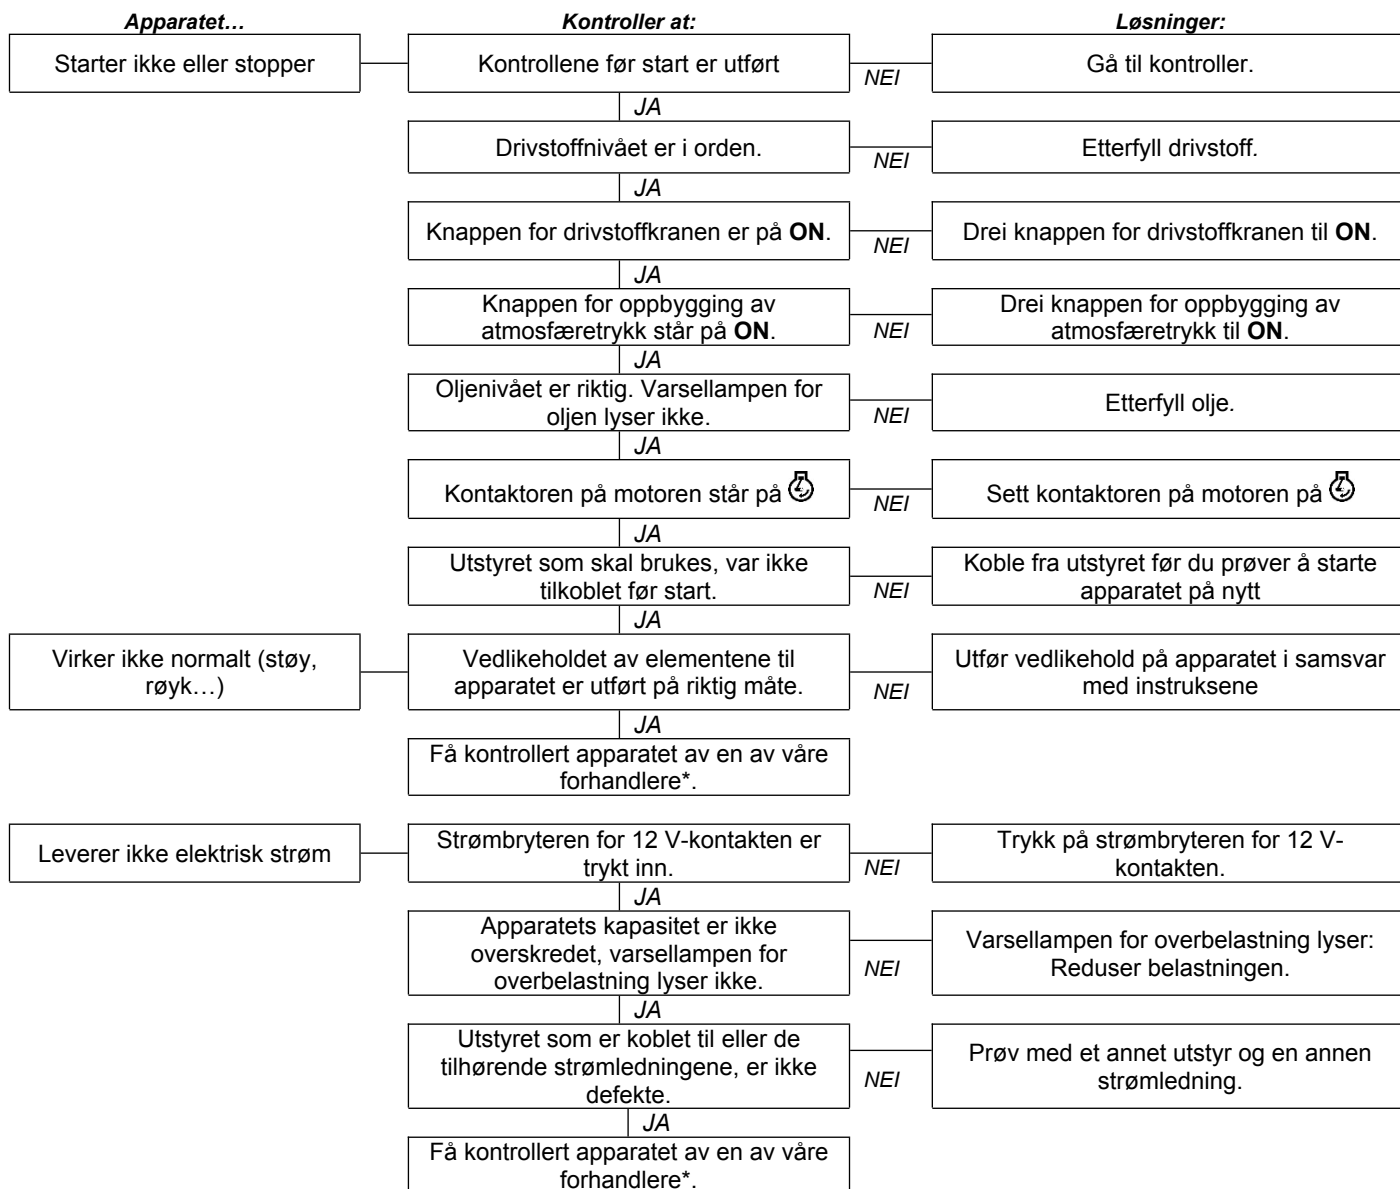 Apparatet…
Kontroller at:
Løsninger:
Starter ikke eller stopper
Kontrollene før start er utført
NEI
Gå til kontroller.
JA
Drivstoffnivået er i orden.
NEI
Etterfyll drivstoff.
JA
Knappen for drivstoffkranen er på ON.
NEI
Drei knappen for drivstoffkranen til ON.
JA
Knappen for oppbygging av
atmosfæretrykk står på ON.
NEI
Drei knappen for oppbygging av
atmosfæretrykk til ON.
JA
Oljenivået er riktig. Varsellampen for
oljen lyser ikke.
NEI
Etterfyll olje.
JA
Kontaktoren på motoren står på
NEI
Sett kontaktoren på motoren på
JA
Utstyret som skal brukes, var ikke
tilkoblet før start.
NEI
Koble fra utstyret før du prøver å starte
apparatet på nytt
JA
Virker ikke normalt (støy,
røyk…)
Vedlikeholdet av elementene til
apparatet er utført på riktig måte.
NEI
Utfør vedlikehold på apparatet i samsvar
med instruksene
JA
Få kontrollert apparatet av en av våre
forhandlere*.
Leverer ikke elektrisk strøm
Strømbryteren for 12 V-kontakten er
trykt inn.
NEI
Trykk på strømbryteren for 12 V-
kontakten.
JA
Apparatets kapasitet er ikke
overskredet, varsellampen for
overbelastning lyser ikke.
NEI
Varsellampen for overbelastning lyser:
Reduser belastningen.
JA
Utstyret som er koblet til eller de
tilhørende strømledningene, er ikke
defekte.
NEI
Prøv med et annet utstyr og en annen
strømledning.
JA
Få kontrollert apparatet av en av våre
forhandlere*.